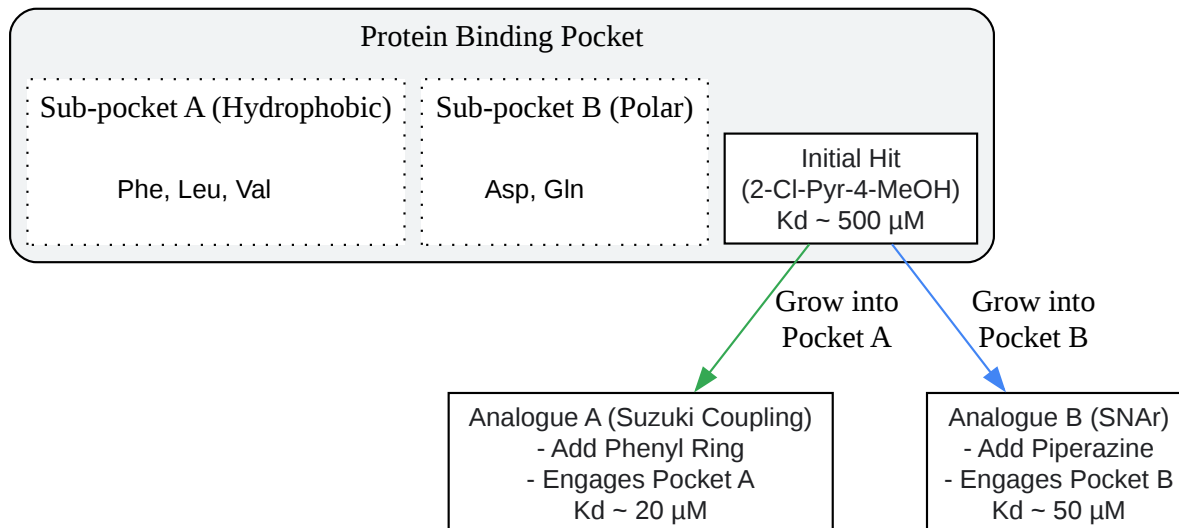 Protein Binding Pocket
Sub-pocket A (Hydrophobic)
Phe, Leu, Val
Sub-pocket B (Polar)
Asp, Gln
Initial Hit
(2-Cl-Pyr-4-MeOH)
Kd ~ 500 µM
Grow into
Pocket A
Grow into
Pocket B
Analogue A (Suzuki Coupling)
- Add Phenyl Ring
- Engages Pocket A
Kd ~ 20 µM
Analogue B (SNAr)
- Add Piperazine
- Engages Pocket B
Kd ~ 50 µM